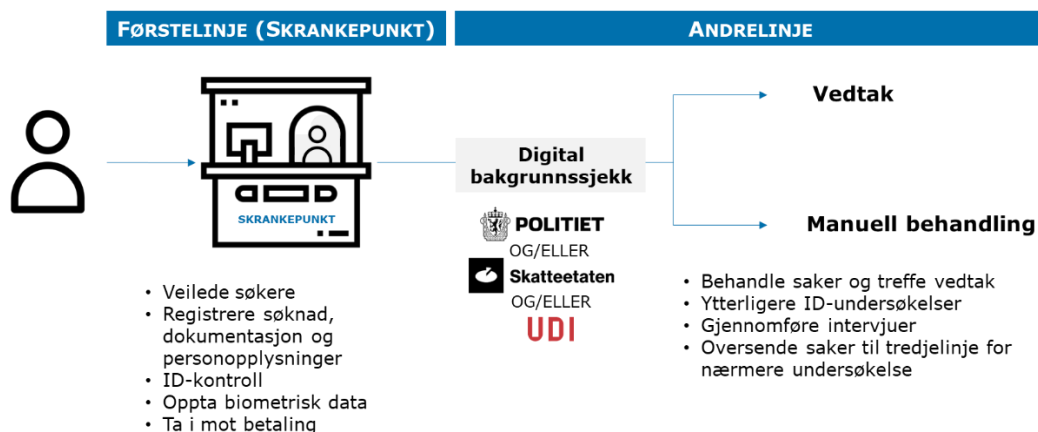 FØRSTELINJE (SKRANKEPUNKT)
ANDRELINJE
SKRANKEPUNKT
Digital
bakgrunnssjekk
Vedtak
Manuell behandling
POLITIET
OG/ELLER
Skatteetaten
OG/ELLER
UDI
• Veilede søkere
• Registrere søknad,
dokumentasjon og
personopplysninger
• ID-kontroll
• Oppta biometrisk data
• Ta i mot betaling
• Behandle saker og treffe vedtak
• Ytterligere ID-undersøkelser
• Gjennomføre intervjuer
• Oversende saker til tredjelinje for
nærmere undersøkelse